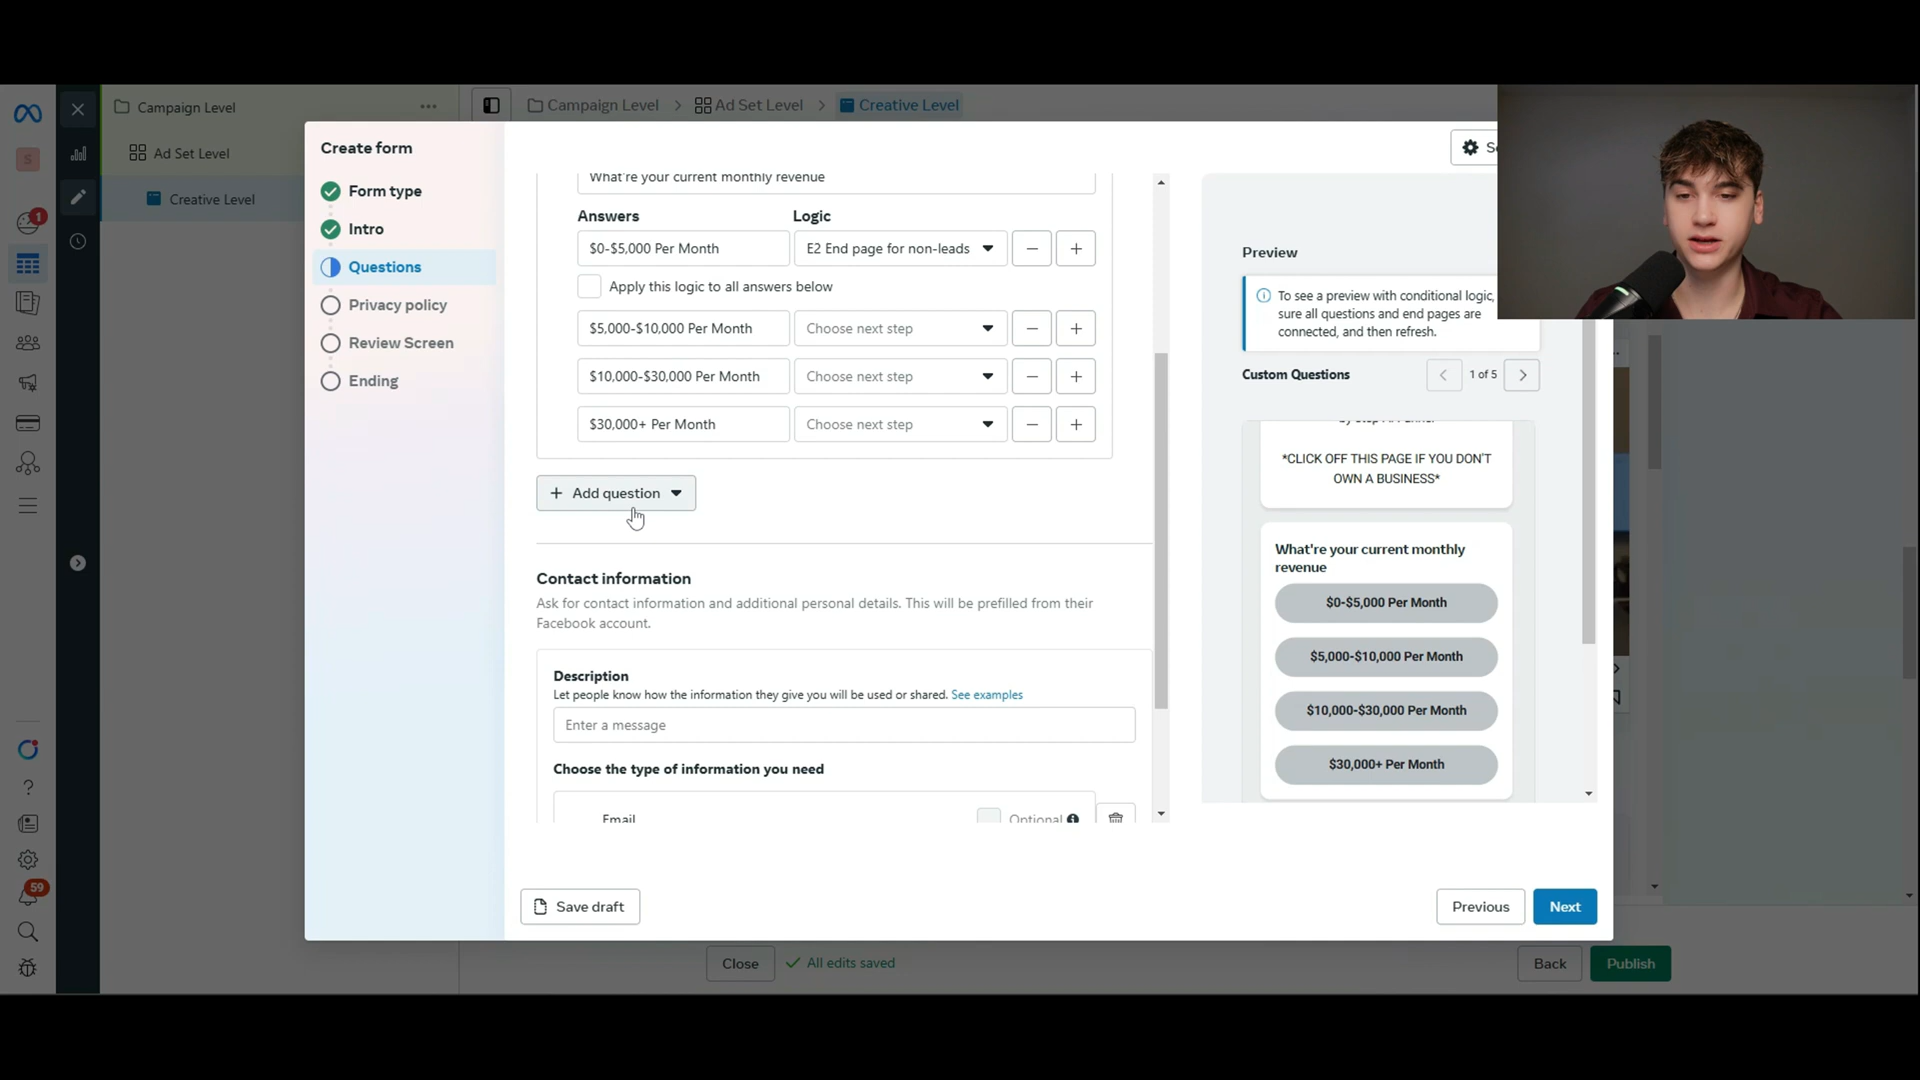 Campaign Level
Ad Set Level
Creative Level
Campaign Level
Ad Set Level
Creative Level
S
1
59
Create form
Form type
Intro
Questions
Privacy policy
Review Screen
Ending
What're your current monthly revenue
Answers
Logic
$0-$5,000 Per Month
E2 End page for non-leads
Apply this logic to all answers below
$5,000-$10,000 Per Month
Choose next step
$10,000-$30,000 Per Month
Choose next step
$30,000+ Per Month
Choose next step
Add question
Contact information
Ask for contact information and additional personal details. This will be prefilled from their
Facebook account.
Description
Let people know how the information they give you will be used or shared. See examples
Enter a message
Choose the type of information you need
Email
Optional
Preview
To see a preview with conditional logic,
sure all questions and end pages are
connected, and then refresh.
Custom Questions
1 of 5
*CLICK OFF THIS PAGE IF YOU DON'T
OWN A BUSINESS*
What're your current monthly
revenue
$0-$5,000 Per Month
$5,000-$10,000 Per Month
$10,000-$30,000 Per Month
$30,000+ Per Month
Save draft
Previous
Next
Close
All edits saved
Back
Publish